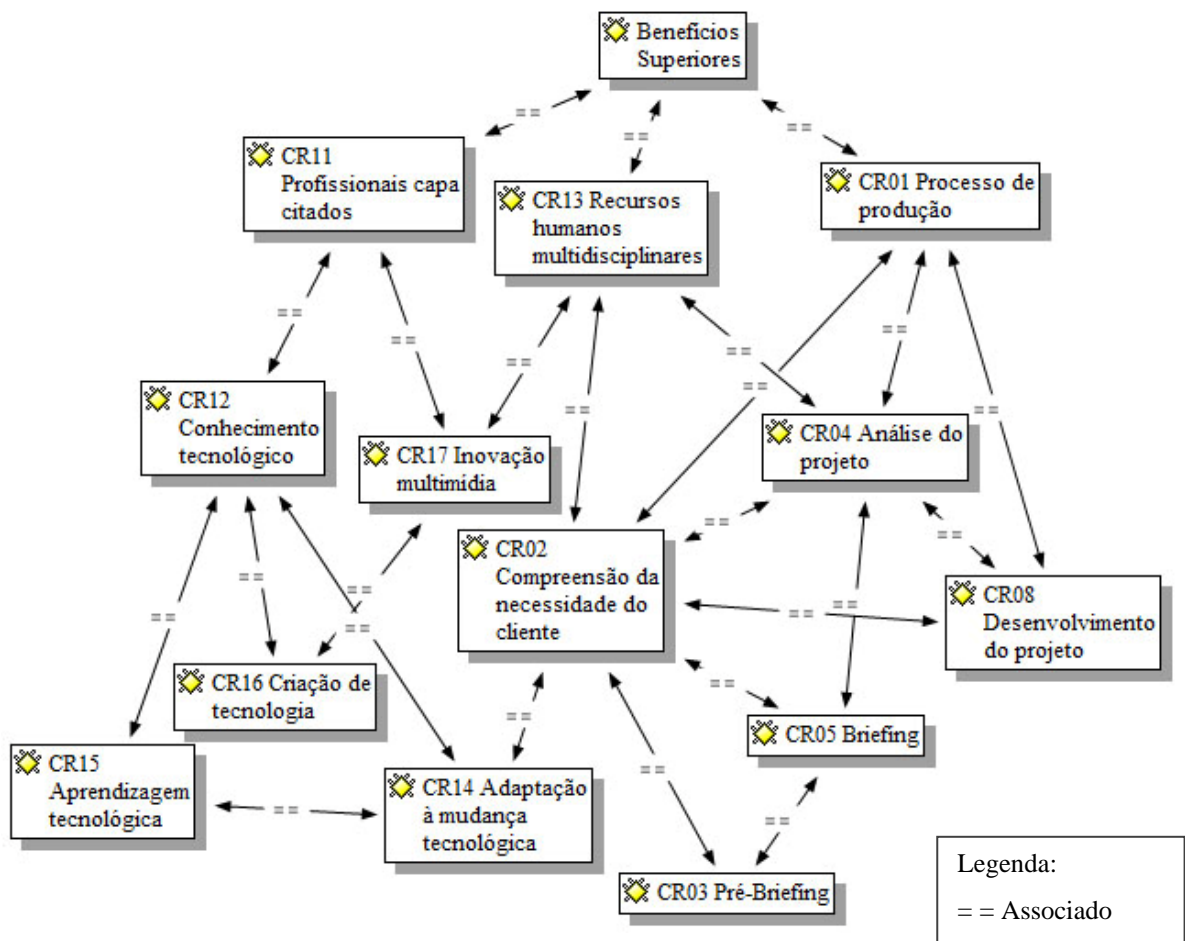 Benefícios
Superiores
==
==
==
CR11
Profissionais capa
citados
CR13 Recursos
humanos
multidisciplinares
CR01 Processo de
produção
==
==
==
==
==
==
==
==
==
CR12
Conhecimento
tecnológico
CR17 Inovação
multimídia
CR04 Análise do
projeto
CR02
Compreensão da
necessidade do
cliente
==
==
CR08
Desenvolvimento
do projeto
==
==
==
==
==
==
CR16 Criação de
tecnologia
==
==
CR05 Briefing
CR15
Aprendizagem
tecnológica
==
CR14 Adaptação
à mudança
tecnológica
==
==
CR03 Pré-Briefing
Legenda:
= = Associado